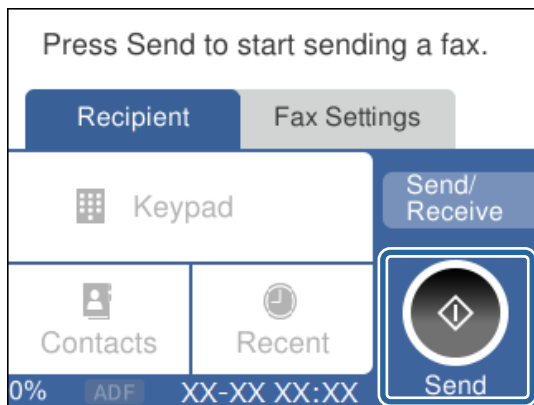 Press Send to start sending a fax.
Recipient
Fax Settings
Keypad
Send/
Receive
Contacts
Recent
Send
0%
ADF
XX-XX XX:XX